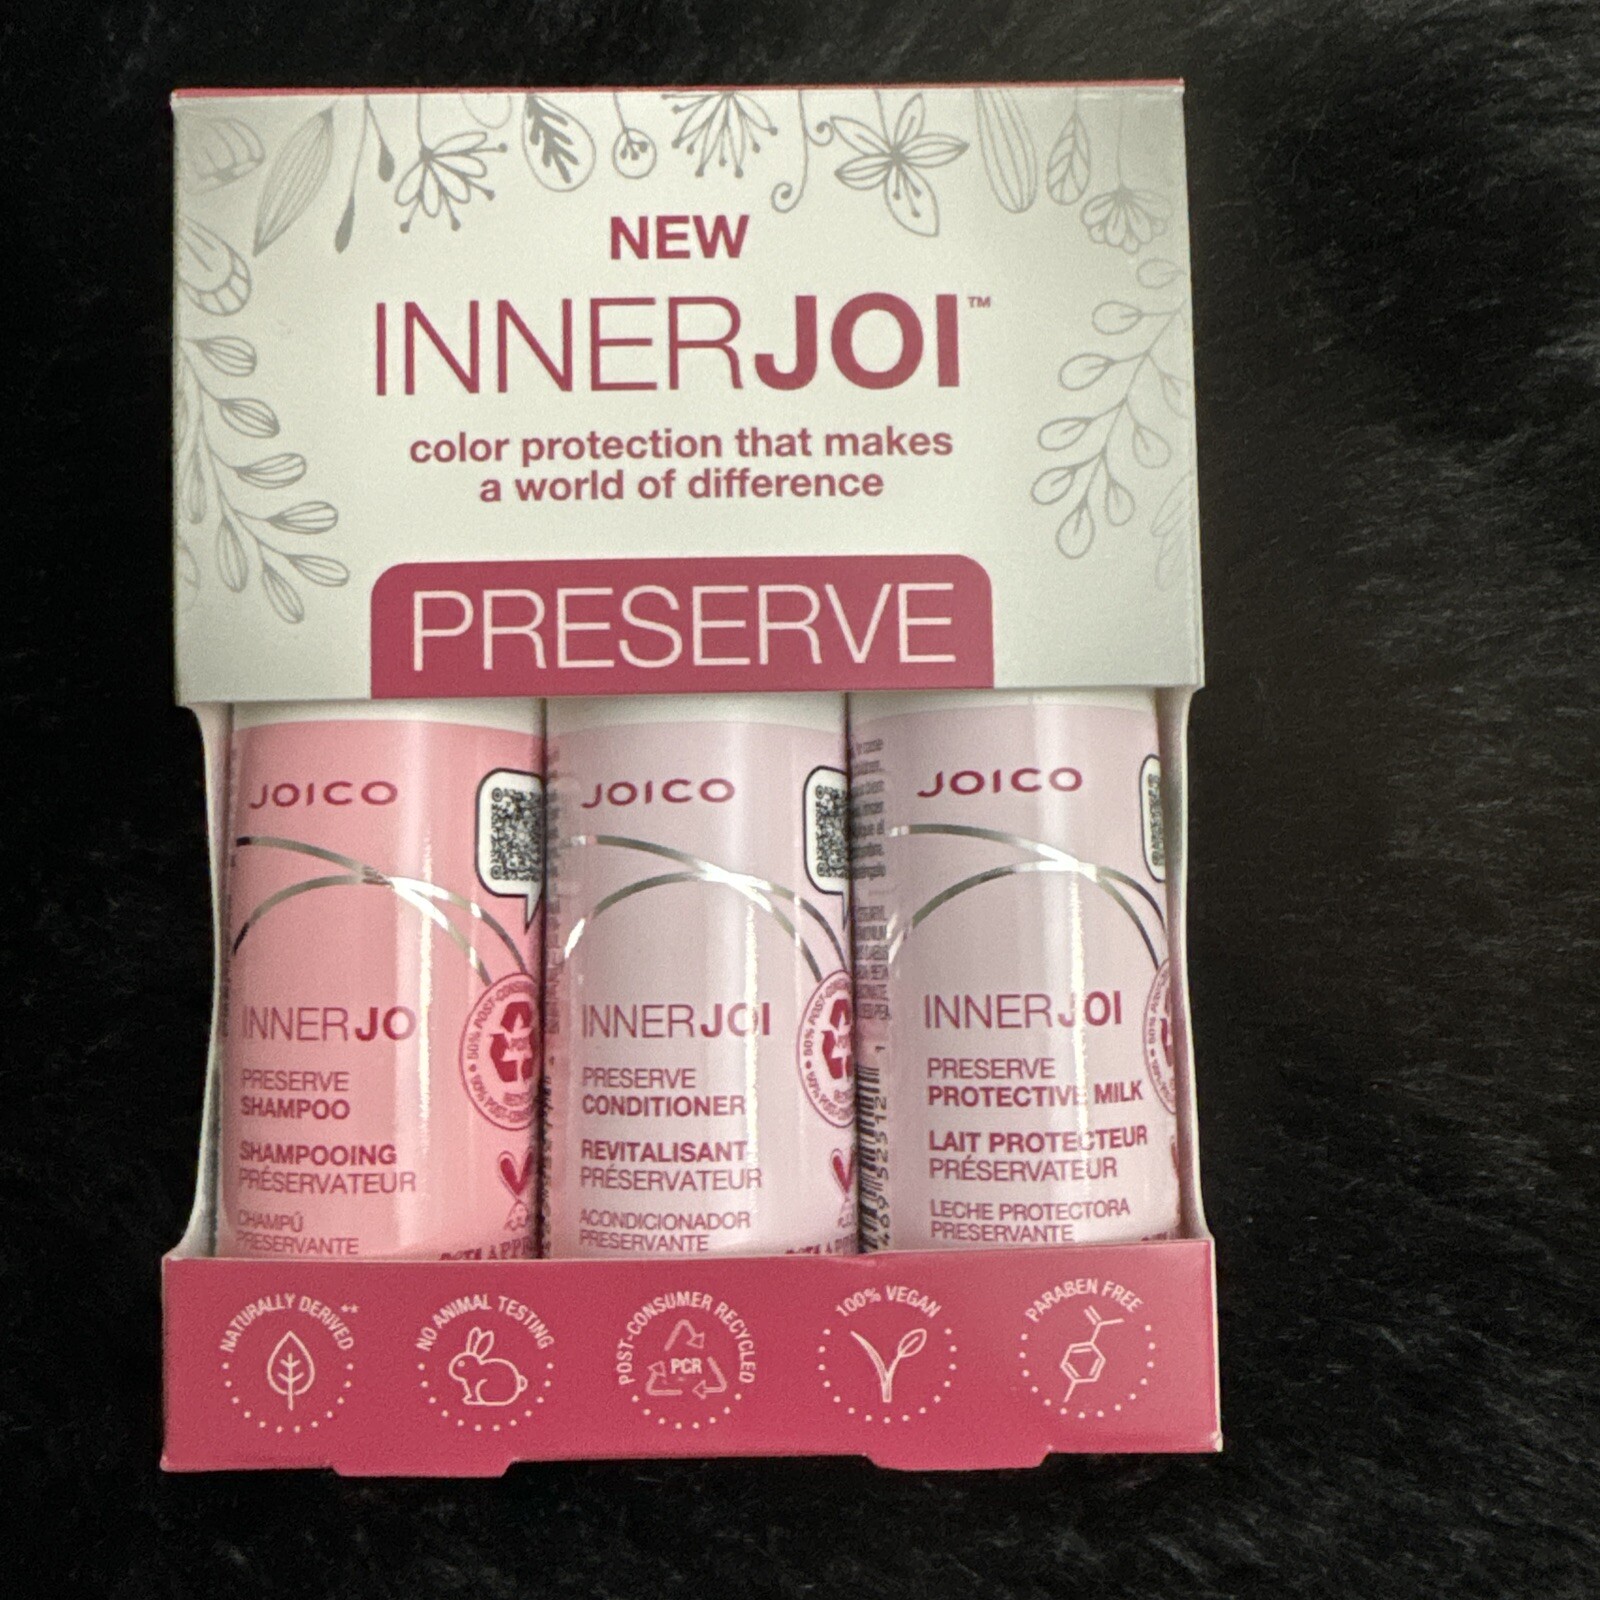 NEW
INNERJOI™
color protection that makes
a world of difference
PRESERVE
JOICO
INNERJO
PRESERVE
SHAMPOO
SHAMPOOING
PRÉSERVATEUR
CHAMPÚ
PRESERVANTE
JOICO
INNERJOI
PRESERVE
CONDITIONER
REVITALISANT
PRÉSERVATEUR
ACONDICIONADOR
PRESERVANTE
JOICO
INNERJOI
PRESERVE
PROTECTIVE MILK
LAIT PROTECTEUR
PRÉSERVATEUR
LECHE PROTECTORA
PRESERVANTE
NATURALLY DERIVED**
NO ANIMAL TESTING
POST-CONSUMER RECYCLED
PCR
100% VEGAN
PARABEN FREE